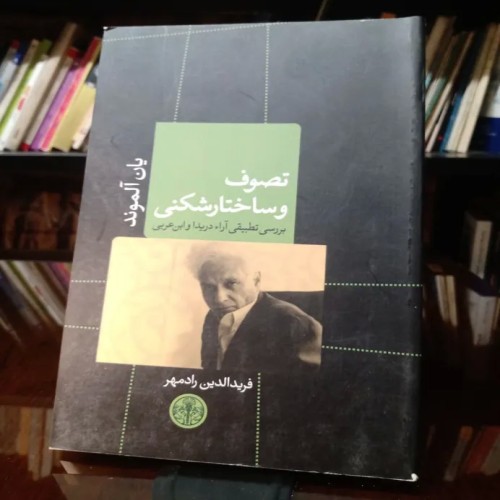 یان آلموند
تصوف
و ساختارشکنی
بررسی تطبیقی آراء دریدا و ابن عربی
فریدالدین رادمهر